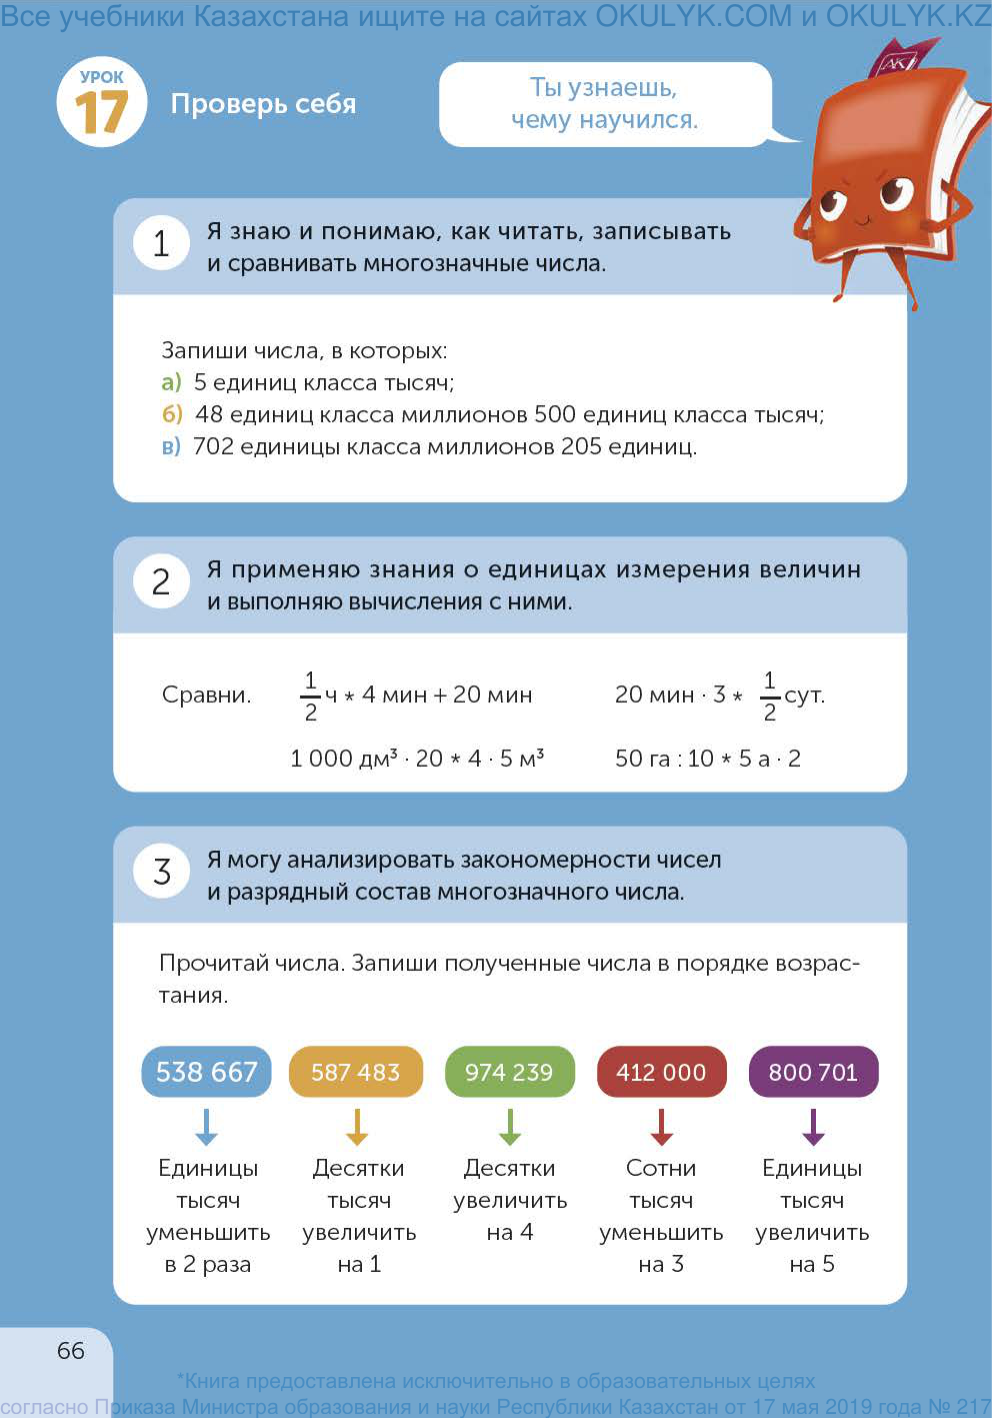 Все учебники Казахстана ищите на сайтах OKULYK.COM и OKULYK.KZ
УРОК
17
Проверь себя
Ты узнаешь,
чему научился.
АК
1
Я знаю и понимаю, как читать, записывать
и сравнивать многозначные числа.
Запиши числа, в которых:
а) 5 единиц класса тысяч;
б) 48 единиц класса миллионов 500 единиц класса тысяч;
в) 702 единицы класса миллионов 205 единиц.
2
Я применяю знания о единицах измерения величин
и выполняю вычисления с ними.
Сравни. 1/2 ч * 4 мин + 20 мин 20 мин · 3 * 1/2 сут.
1 000 дм³ · 20 * 4 · 5 м³ 50 га : 10 * 5 а · 2
3
Я могу анализировать закономерности чисел
и разрядный состав многозначного числа.
Прочитай числа. Запиши полученные числа в порядке возрас-
тания.
538 667 587 483 974 239 412 000 800 701
Единицы Десятки Десятки Сотни Единицы
тысяч тысяч увеличить тысяч тысяч
уменьшить увеличить на 4 уменьшить увеличить
в 2 раза на 1 на 3 на 5
66
*Книга предоставлена исключительно в образовательных целях
согласно Приказа Министра образования и науки Республики Казахстан от 17 мая 2019 года № 217